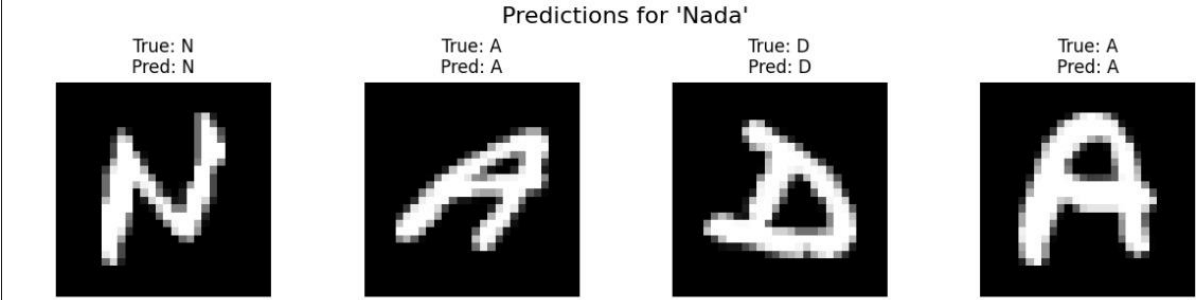 Predictions for 'Nada'
True: N
Pred: N
True: A
Pred: A
True: D
Pred: D
True: A
Pred: A
N A D A